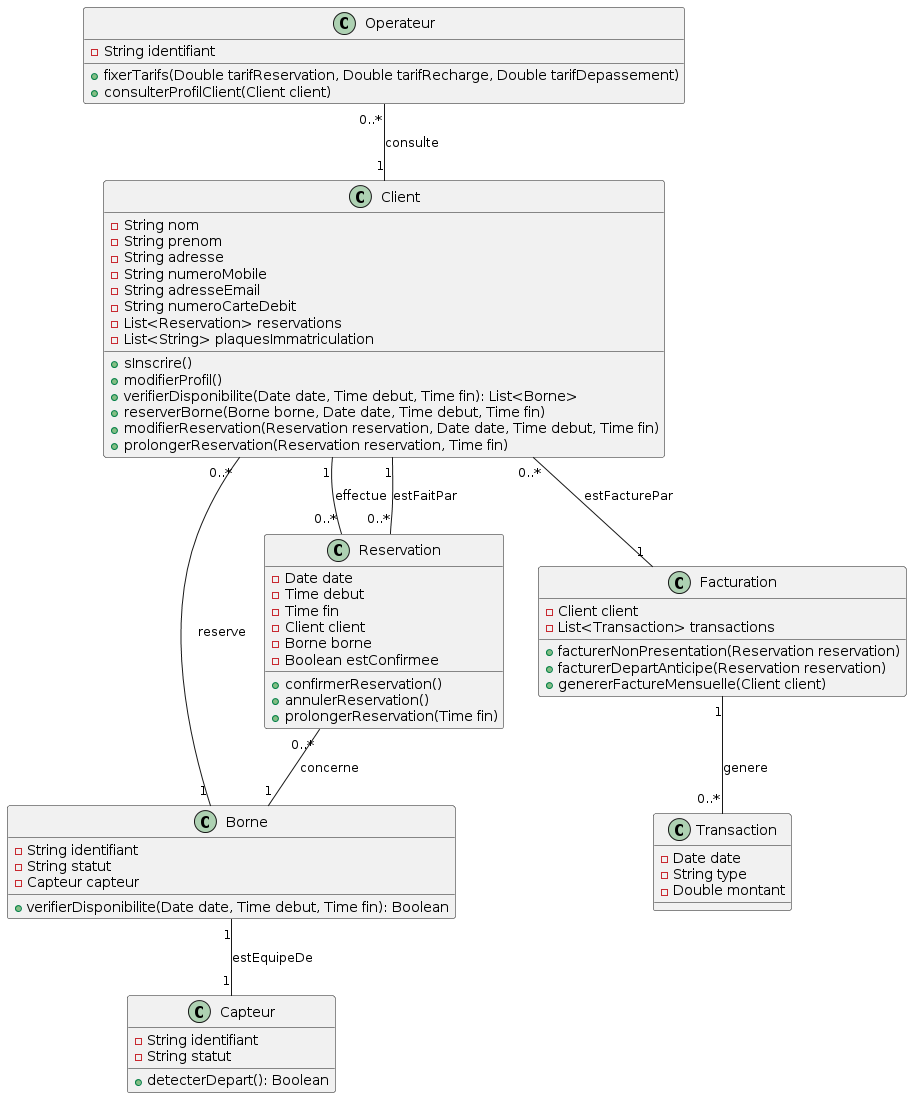 C Operateur
String identifiant
fixerTarifs(Double tarifReservation, Double tarifRecharge, Double tarifDepassement)
consulterProfilClient(Client client)
0..*
consulte
1
C Client
String nom
String prenom
String adresse
String numeroMobile
String adresseEmail
String numeroCarteDebit
List<Reservation> reservations
List<String> plaquesImmatriculation
sInscrire()
modifierProfil()
verifierDisponibilite(Date date, Time debut, Time fin): List<Borne>
reserverBorne(Borne borne, Date date, Time debut, Time fin)
modifierReservation(Reservation reservation, Date date, Time debut, Time fin)
prolongerReservation(Reservation reservation, Time fin)
0..* 1 1 0..*
effectue estFaitPar estFacturePar
0..* 0..* 1
C Reservation
Date date
Time debut
Time fin
Client client
Borne borne
Boolean estConfirmee
confirmerReservation()
annulerReservation()
prolongerReservation(Time fin)
C Facturation
Client client
List<Transaction> transactions
facturerNonPresentation(Reservation reservation)
facturerDepartAnticipe(Reservation reservation)
genererFactureMensuelle(Client client)
reserve
0..* 1
concerne genere
1 1 0..*
C Borne
String identifiant
String statut
Capteur capteur
verifierDisponibilite(Date date, Time debut, Time fin): Boolean
C Transaction
Date date
String type
Double montant
1
estEquipeDe
1
C Capteur
String identifiant
String statut
detecterDepart(): Boolean